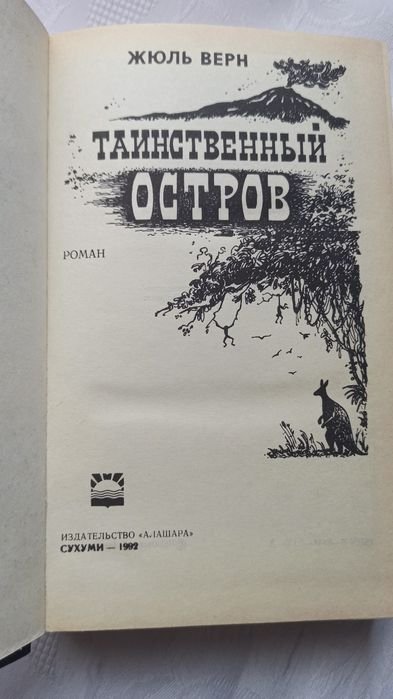 ЖЮЛЬ ВЕРН
ТАИНСТВЕННЫЙ
ОСТРОВ
РОМАН
ИЗДАТЕЛЬСТВО «АЛАШАРА»
СУХУМИ — 1992